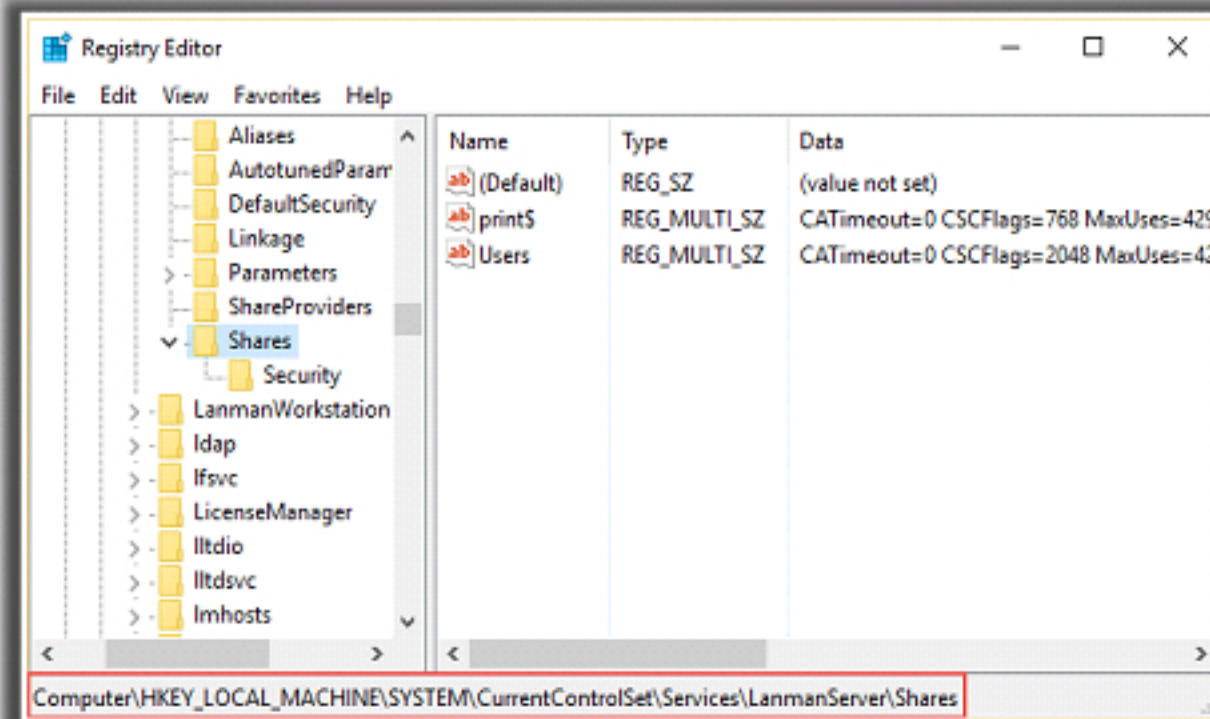 Registry Editor
File Edit View Favorites Help
Aliases
AutotunedParam
DefaultSecurity
Linkage
Parameters
ShareProviders
Shares
Security
LanmanWorkstation
ldap
lfsvc
LicenseManager
lltdio
lltdsvc
lmhosts
Name Type Data
(Default) REG_SZ (value not set)
print$ REG_MULTI_SZ CATimeout=0 CSCFlags=768 MaxUses=429
Users REG_MULTI_SZ CATimeout=0 CSCFlags=2048 MaxUses=42
Computer\HKEY_LOCAL_MACHINE\SYSTEM\CurrentControlSet\Services\LanmanServer\Shares